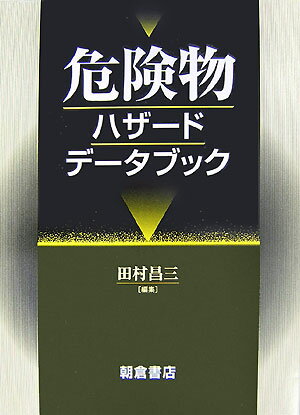 危険物
ハザード
データブック
田村昌三
[編集]
朝倉書店